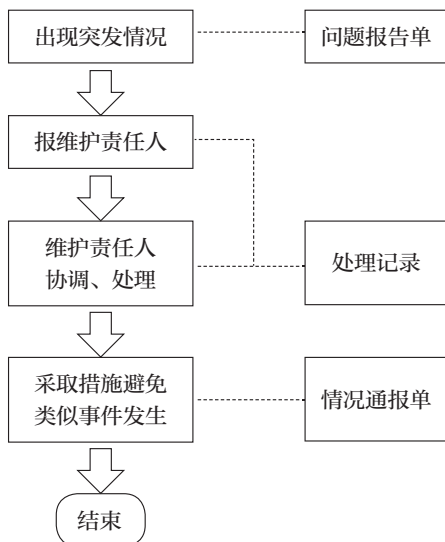 出现突发情况
问题报告单
报维护责任人
维护责任人
协调、处理
处理记录
采取措施避免
类似事件发生
情况通报单
结束